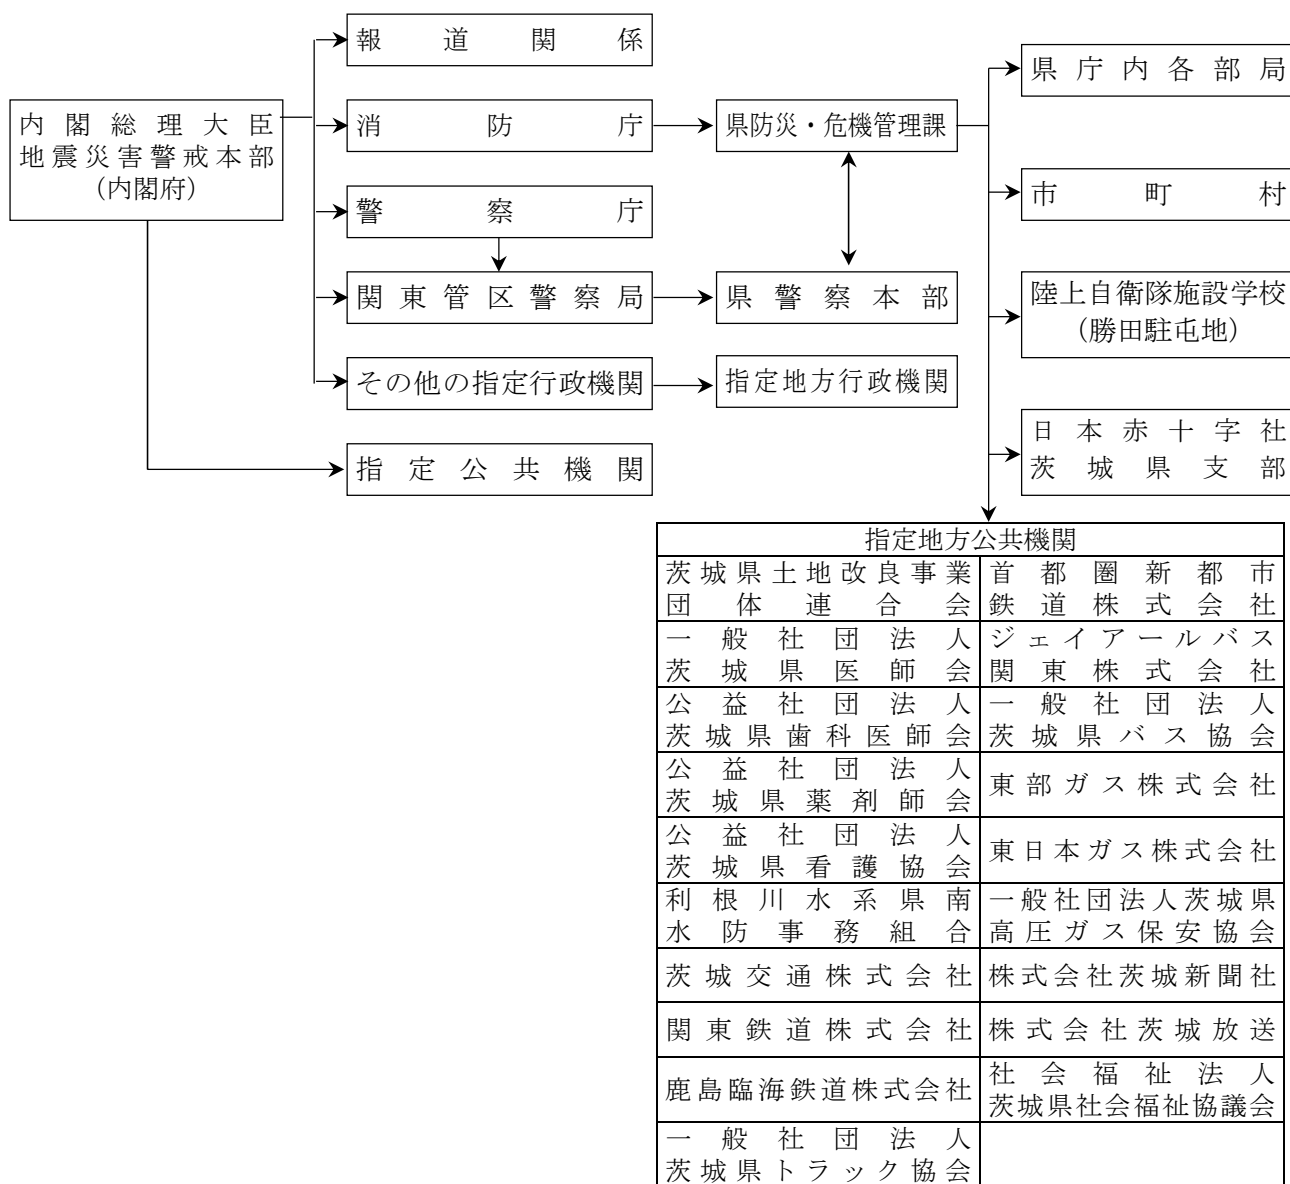 報道関係
内閣総理大臣
地震災害警戒本部
(内閣府)
消防庁
警察庁
関東管区警察局
その他の指定行政機関
指定公共機関
県防災・危機管理課
県警察本部
指定地方行政機関
県庁内各部局
市町村
陸上自衛隊施設学校
(勝田駐屯地)
日本赤十字社
茨城県支部
指定地方公共機関
茨城県土地改良事業
団体連合会
首都圏新都市
鉄道株式会社
一般社団法人
茨城県医師会
ジェイアールバス
関東株式会社
公益社団法人
茨城県歯科医師会
一般社団法人
茨城県バス協会
公益社団法人
茨城県薬剤師会
東部ガス株式会社
公益社団法人
茨城県看護協会
東日本ガス株式会社
利根川水系県南
水防事務組合
一般社団法人茨城県
高圧ガス保安協会
茨城交通株式会社
株式会社茨城新聞社
関東鉄道株式会社
株式会社茨城放送
鹿島臨海鉄道株式会社
社会福祉法人
茨城県社会福祉協議会
一般社団法人
茨城県トラック協会